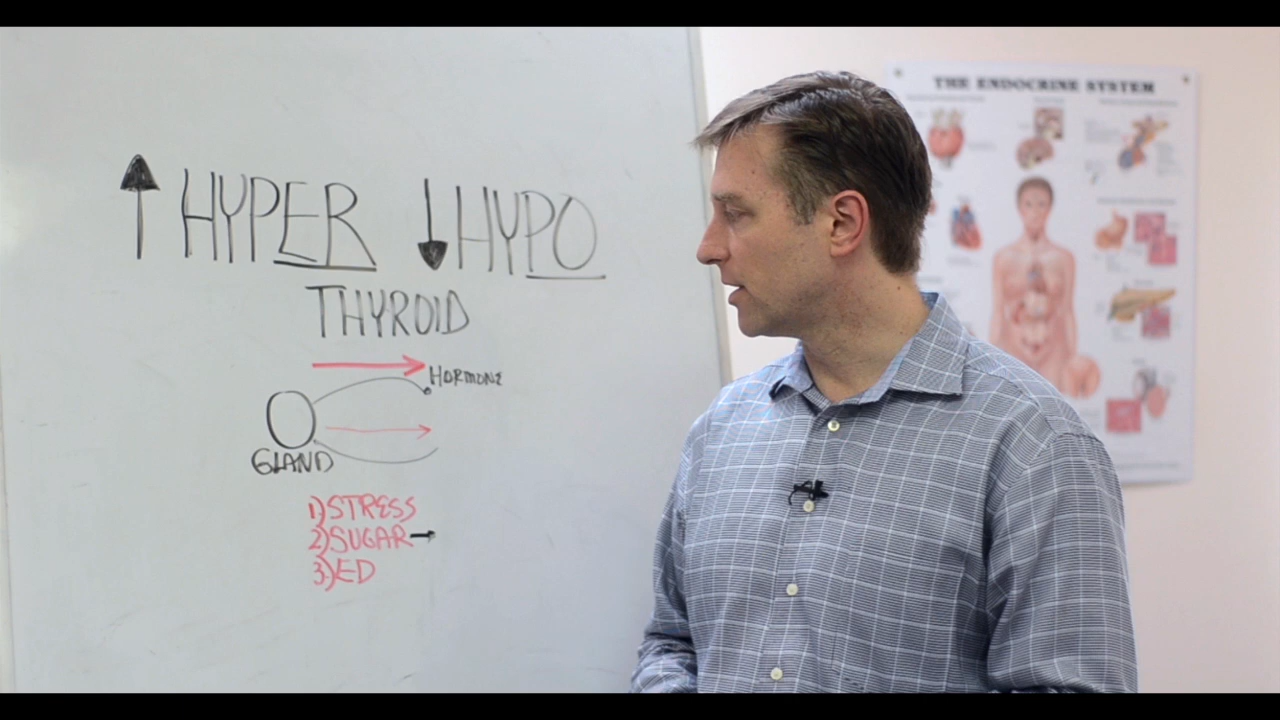 ↑ HYPER ↓ HYPO
THYROID
HORMONE
GLAND
1) STRESS
2) SUGAR →
3.) ED
THE ENDOCRINE SYSTEM